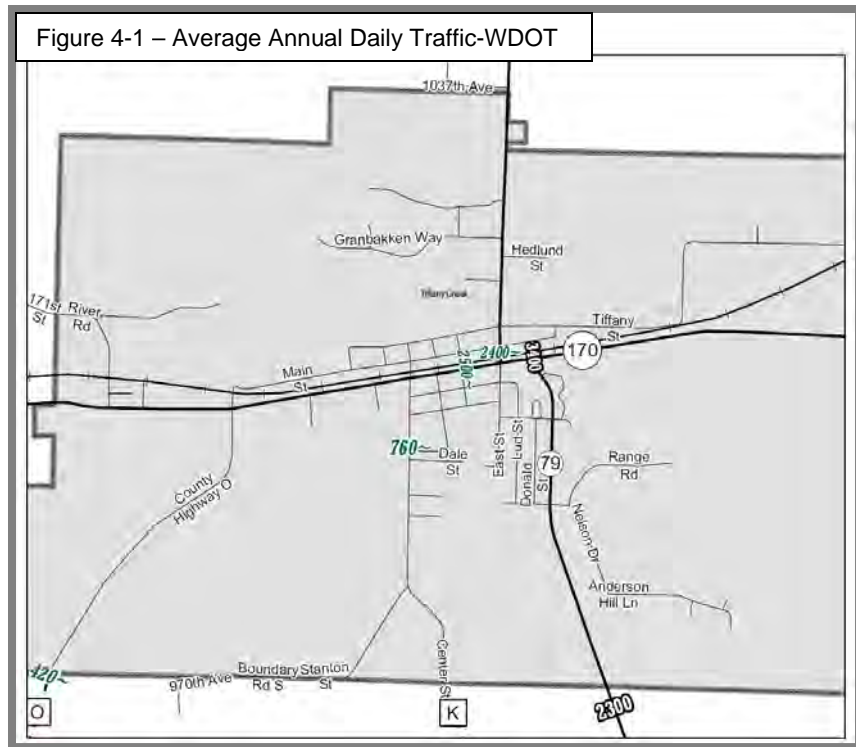 Figure 4-1 – Average Annual Daily Traffic-WDOT
1037th Ave
Granbakken Way
Hedlund
St
171st
St
River
Rd
Tiffany
St
Main
St
2400
2500
170
760
Dale
St
East St
Lud St
Donald
St
79
Range
Rd
County
Highway O
Nelson Dr
Anderson
Hill Ln
Center St
420
970th Ave
Boundary
Rd S
Stanton
St
O
K
2300